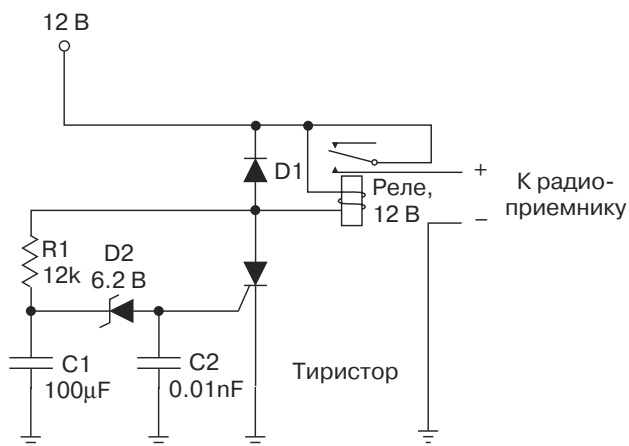 12 В
D1
Реле,
12 В
+
К радио-
приемнику
−
R1
12k
D2
6.2 В
C1
100µF
C2
0.01nF
Тиристор